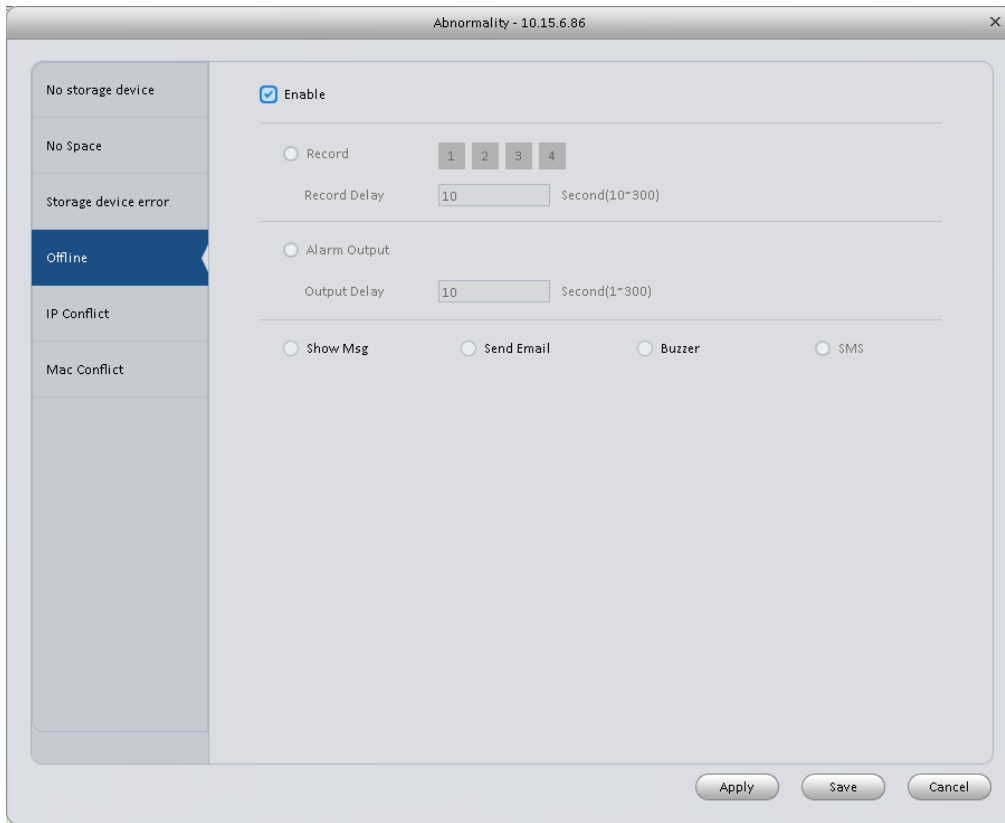 Abnormality - 10.15.6.86
No storage device
No Space
Storage device error
Offline
IP Conflict
Mac Conflict
Enable
Record 1 2 3 4
Record Delay 10 Second(10~300)
Alarm Output
Output Delay 10 Second(1~300)
Show Msg Send Email Buzzer SMS
Apply Save Cancel